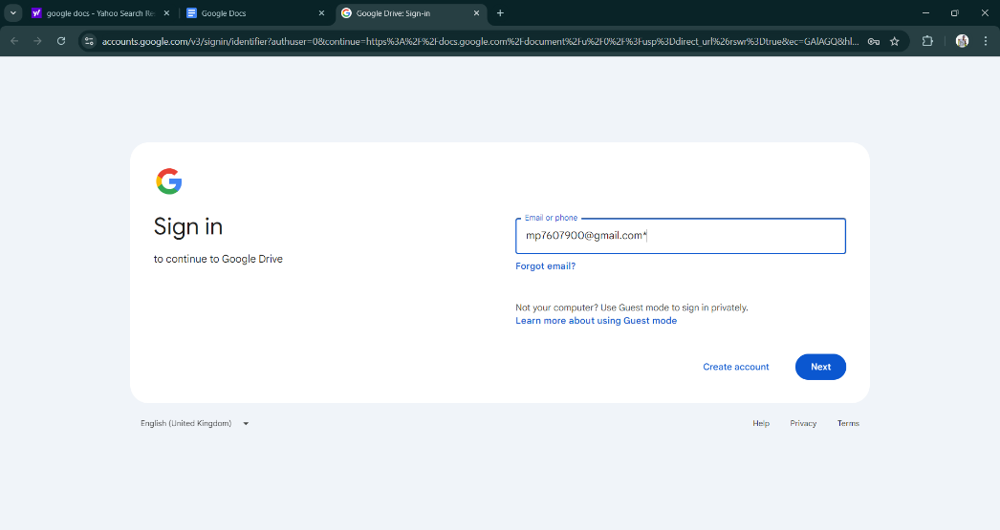 google docs - Yahoo Search Re
Google Docs
Google Drive: Sign-in
accounts.google.com/v3/signin/identifier?authuser=0&continue=https%3A%2F%2Fdocs.google.com%2Fdocument%2Fu%2F0%2F%3Fusp%3Ddirect_url%26rswr%3Dtrue&ec=GAlAGQ&hl...
Sign in
to continue to Google Drive
Email or phone
mp7607900@gmail.com*
Forgot email?
Not your computer? Use Guest mode to sign in privately.
Learn more about using Guest mode
Create account
Next
English (United Kingdom)
Help
Privacy
Terms